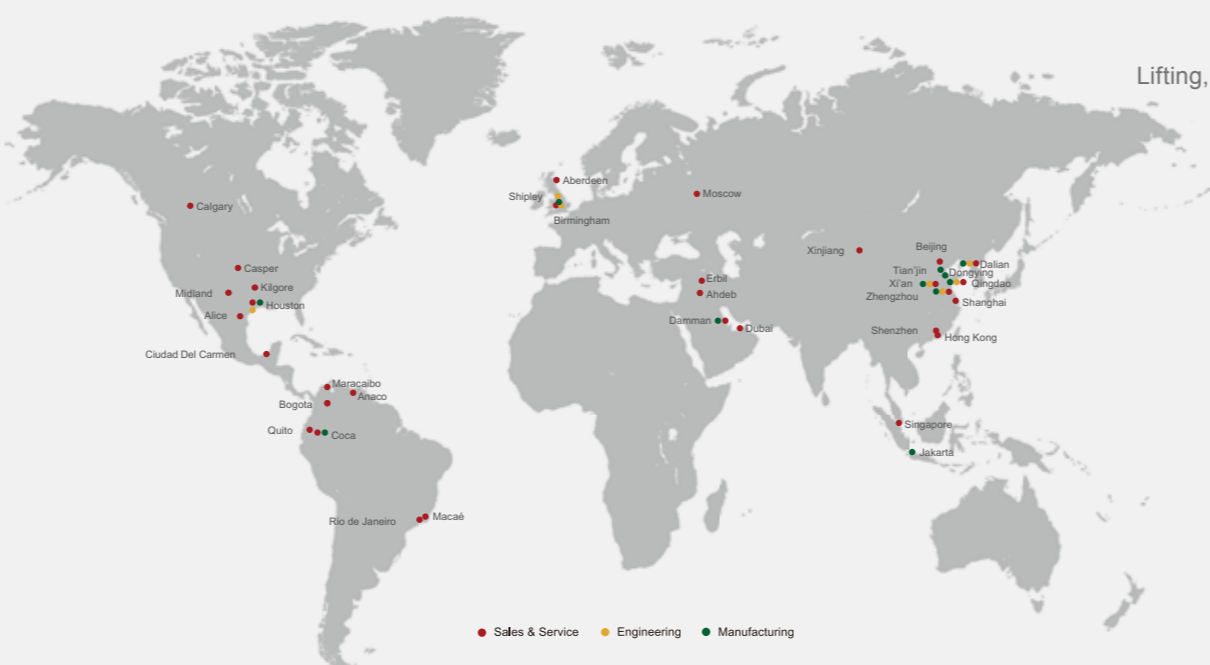 Lifting,
Aberdeen
Shipley
Moscow
Calgary
Birmingham
Beijing
Xinjiang
Casper
Tian'jin
Dalian
Dongying
Erbil
Xi'an
Qingdao
Kilgore
Midland
Ahdeb
Zhengzhou
Houston
Shanghai
Alice
Damman
Dubal
Shenzhen
Hong Kong
Ciudad Del Carmen
Maracaibo
Anaco
Bogota
Quito
Coca
Singapore
Jakarta
Macaé
Rio de Janeiro
Sales & Service
Engineering
Manufacturing